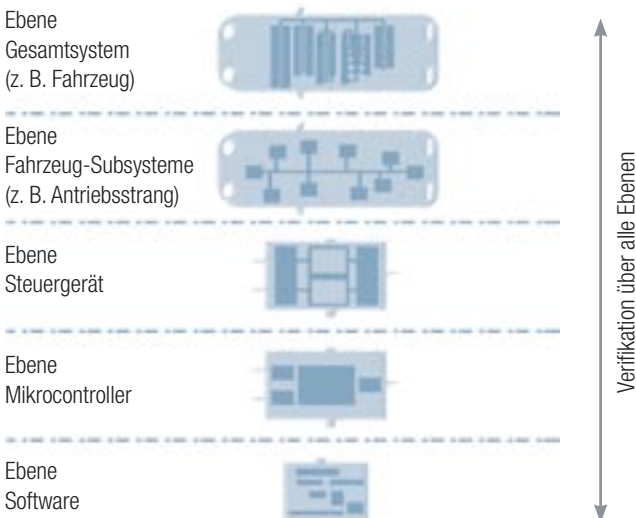 Ebene
Gesamtsystem
(z. B. Fahrzeug)
Ebene
Fahrzeug-Subsysteme
(z. B. Antriebsstrang)
Ebene
Steuergerät
Ebene
Mikrocontroller
Ebene
Software
Verifikation über alle Ebenen